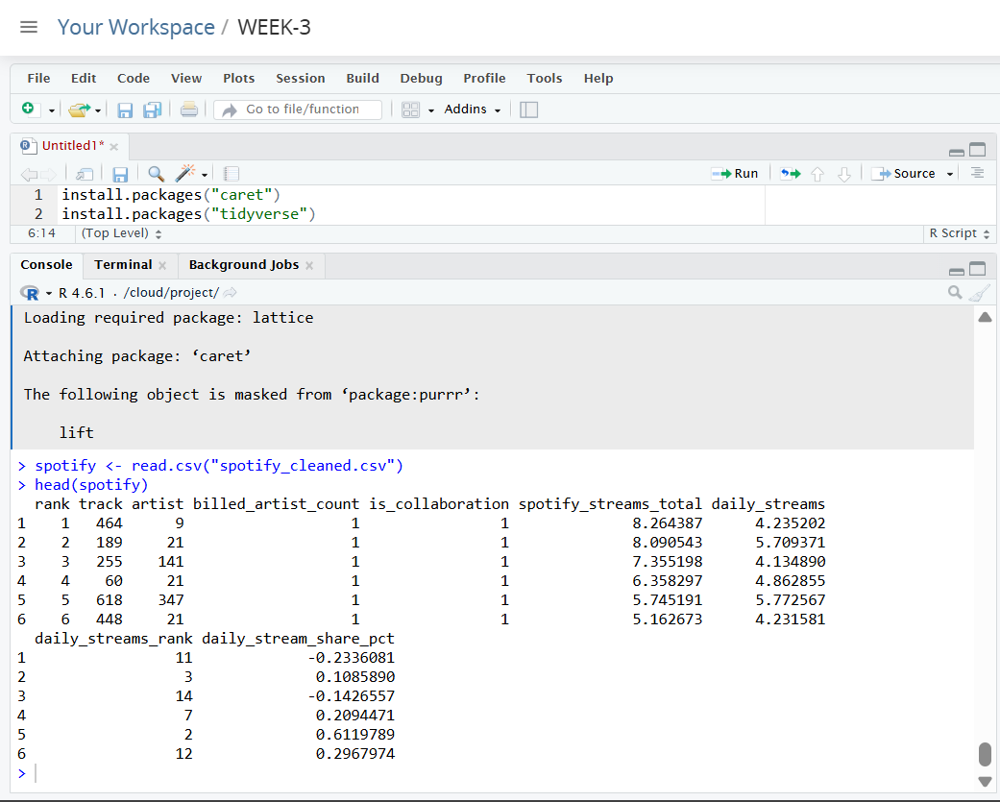 Your Workspace / WEEK-3
File Edit Code View Plots Session Build Debug Profile Tools Help
Go to file/function Addins
Untitled1*
Run Source
1 install.packages("caret")
2 install.packages("tidyverse")
6:14 (Top Level) R Script
Console Terminal Background Jobs
R 4.6.1 · /cloud/project/
Loading required package: lattice
Attaching package: ‘caret’
The following object is masked from ‘package:purrr’:
lift
> spotify <- read.csv("spotify_cleaned.csv")
> head(spotify)
rank track artist billed_artist_count is_collaboration spotify_streams_total daily_streams
1 1 464 9 1 1 8.264387 4.235202
2 2 189 21 1 1 8.090543 5.709371
3 3 255 141 1 1 7.355198 4.134890
4 4 60 21 1 1 6.358297 4.862855
5 5 618 347 1 1 5.745191 5.772567
6 6 448 21 1 1 5.162673 4.231581
daily_streams_rank daily_stream_share_pct
1 11 -0.2336081
2 3 0.1085890
3 14 -0.1426557
4 7 0.2094471
5 2 0.6119789
6 12 0.2967974
>